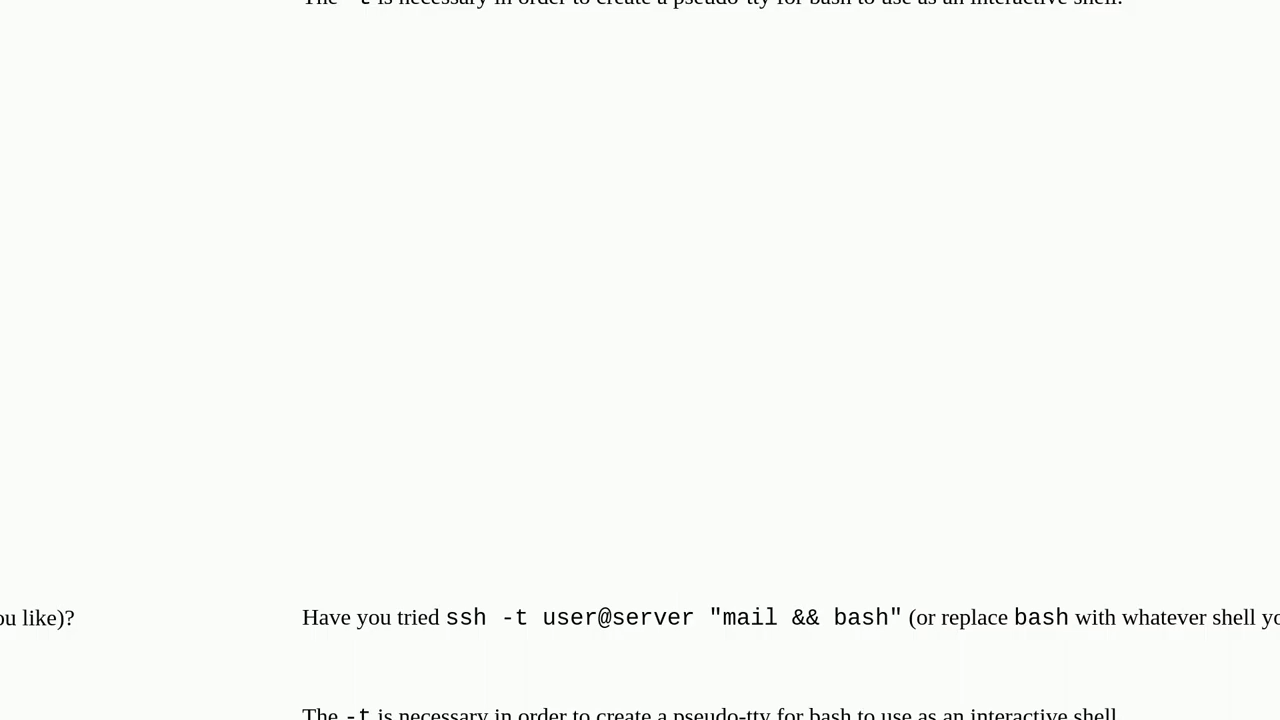 The -t is necessary in order to create a pseudo-tty for bash to use as an interactive shell.
ou like)?
Have you tried ssh -t user@server "mail && bash" (or replace bash with whatever shell yo
The -t is necessary in order to create a pseudo-tty for bash to use as an interactive shell.